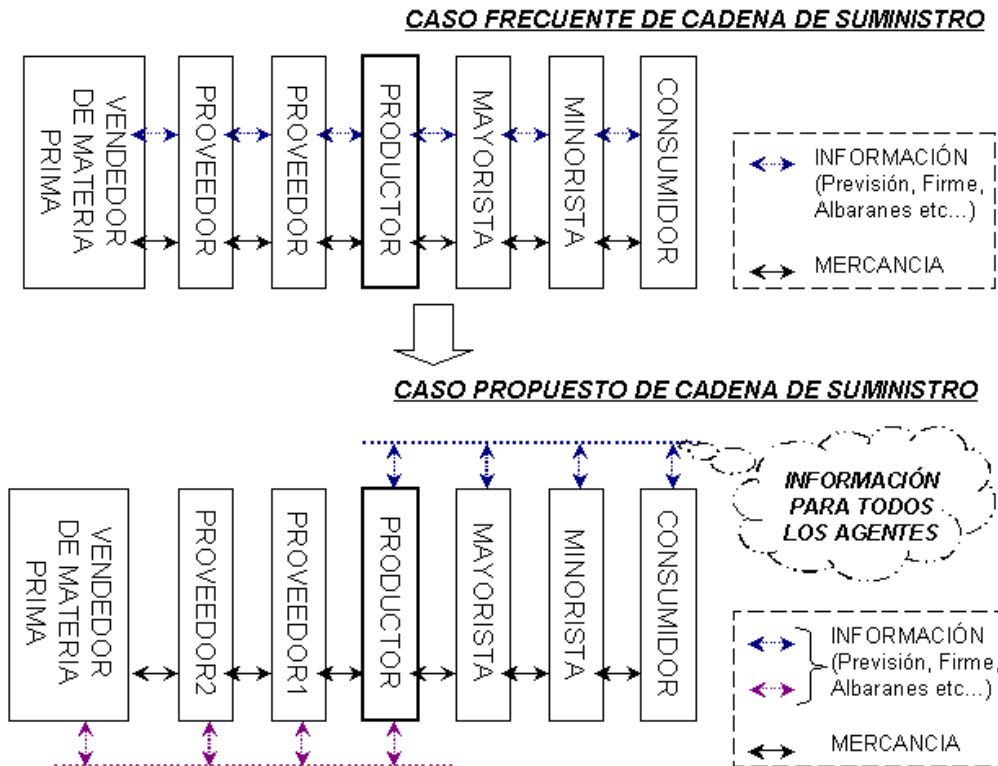 CASO FRECUENTE DE CADENA DE SUMINISTRO
VENDEDOR
DE MATERIA
PRIMA
PROVEEDOR
PROVEEDOR
PRODUCTOR
MAYORISTA
MINORISTA
CONSUMIDOR
INFORMACIÓN
(Previsión, Firme,
Albaranes etc...)
MERCANCIA
CASO PROPUESTO DE CADENA DE SUMINISTRO
INFORMACIÓN
PARA TODOS
LOS AGENTES
VENDEDOR
DE MATERIA
PRIMA
PROVEEDOR2
PROVEEDOR1
PRODUCTOR
MAYORISTA
MINORISTA
CONSUMIDOR
INFORMACIÓN
(Previsión, Firme,
Albaranes etc...)
MERCANCIA